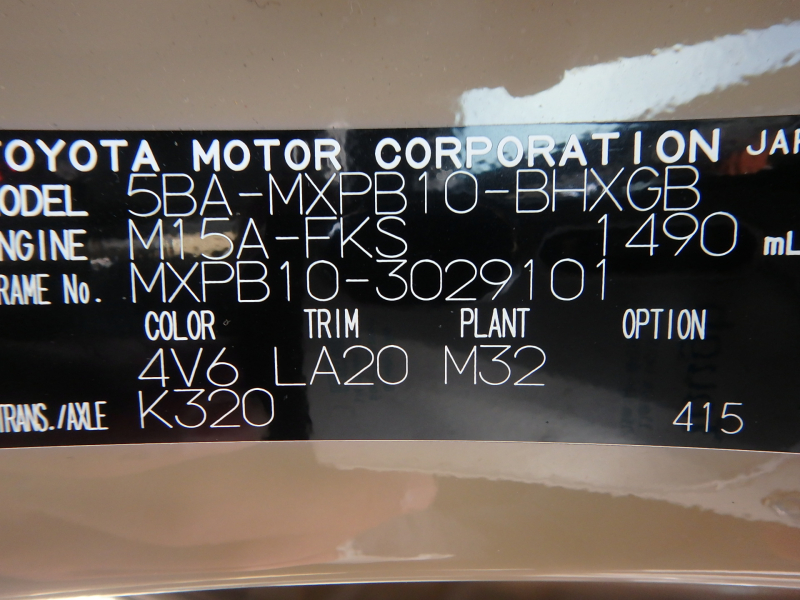 TOYOTA MOTOR CORPORATION JAP
MODEL 5BA-MXPB10-BHXGB
ENGINE M15A-FKS 1490 mL
FRAME No. MXPB10-3029101
COLOR TRIM PLANT OPTION
4V6 LA20 M32
TRANS./AXLE K320 415